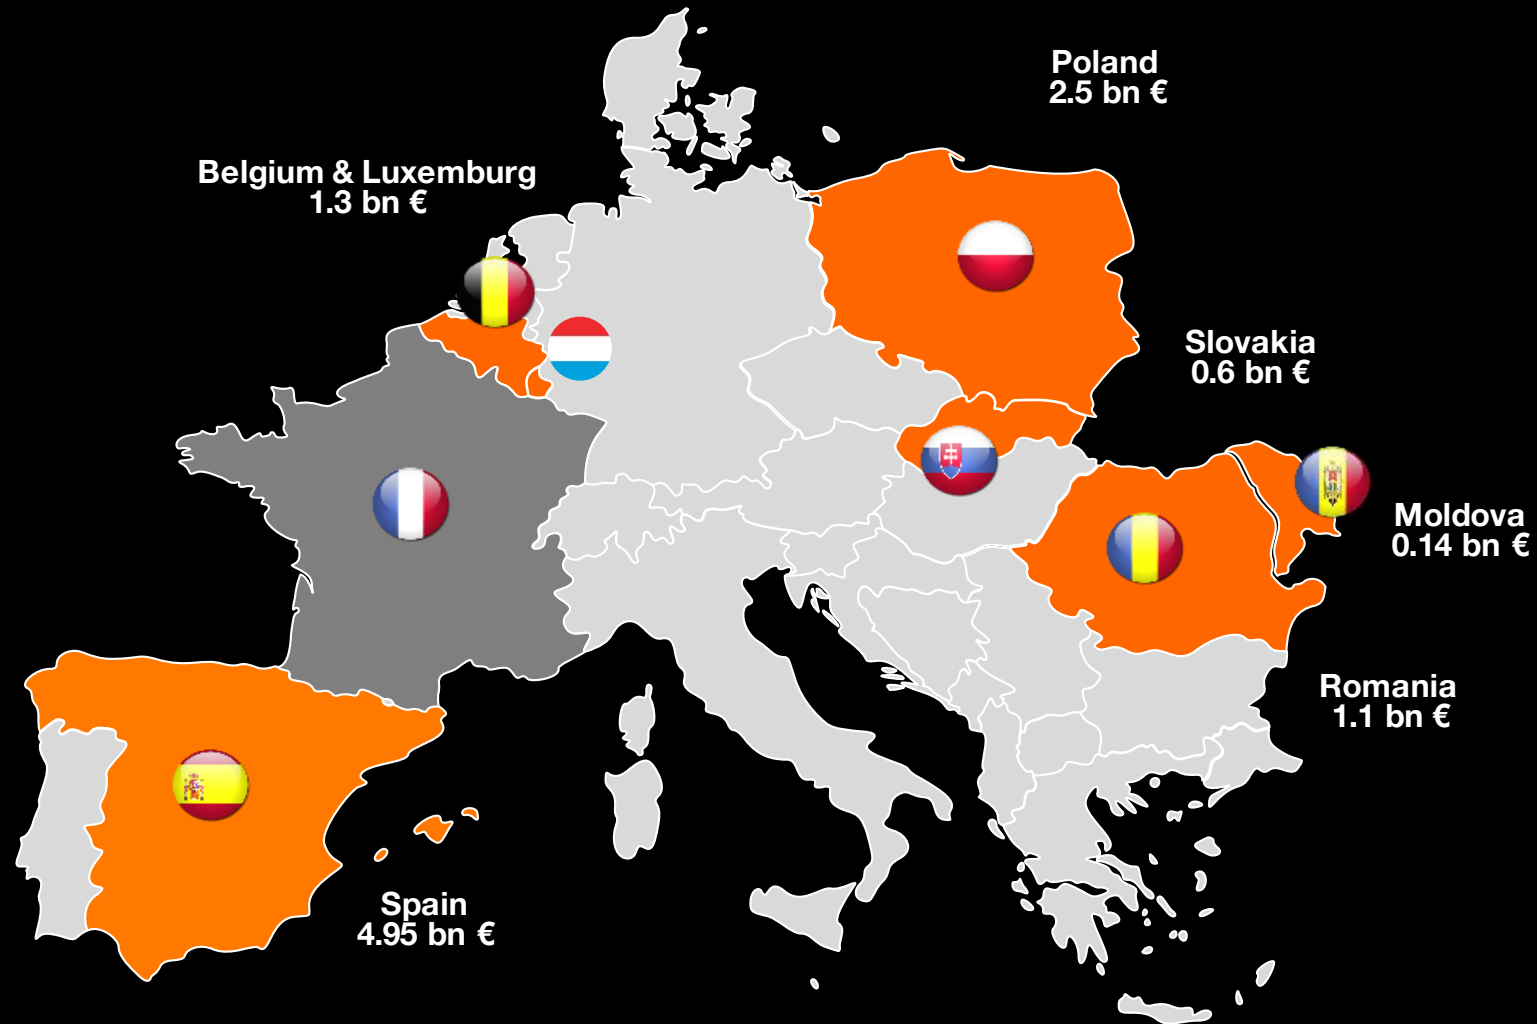 Poland
2.5 bn €
Belgium & Luxemburg
1.3 bn €
Slovakia
0.6 bn €
Moldova
0.14 bn €
Romania
1.1 bn €
Spain
4.95 bn €